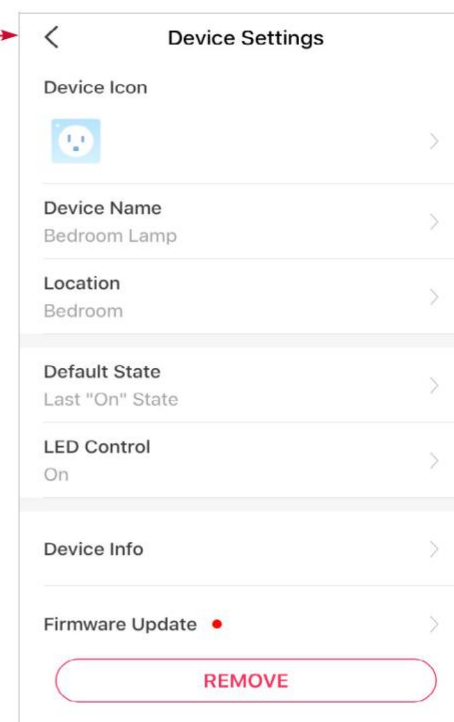 Device Settings
Device Icon
Device Name
Bedroom Lamp
Location
Bedroom
Default State
Last "On" State
LED Control
On
Device Info
Firmware Update
REMOVE